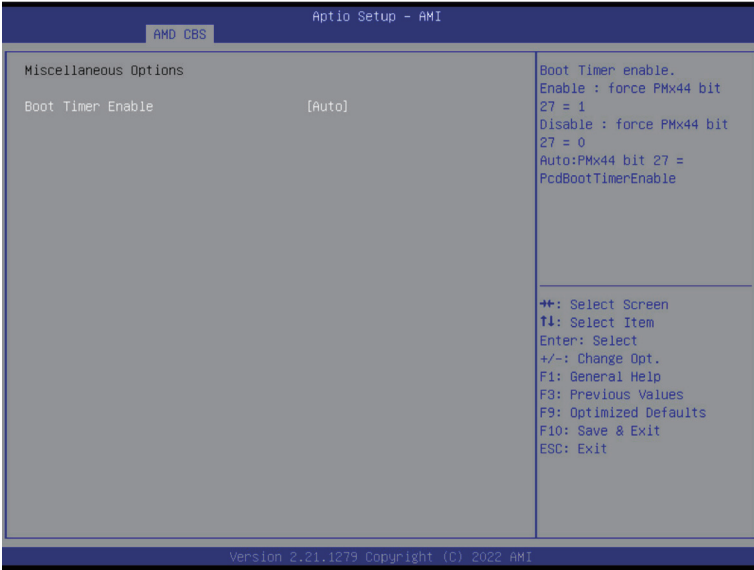 Aptio Setup – AMI
AMD CBS
Miscellaneous Options
Boot Timer Enable [Auto]
Boot Timer enable.
Enable : force PMx44 bit
27 = 1
Disable : force PMx44 bit
27 = 0
Auto:PMx44 bit 27 =
PcdBootTimerEnable
→←: Select Screen
↑↓: Select Item
Enter: Select
+/-: Change Opt.
F1: General Help
F3: Previous Values
F9: Optimized Defaults
F10: Save & Exit
ESC: Exit
Version 2.21.1279 Copyright (C) 2022 AMI